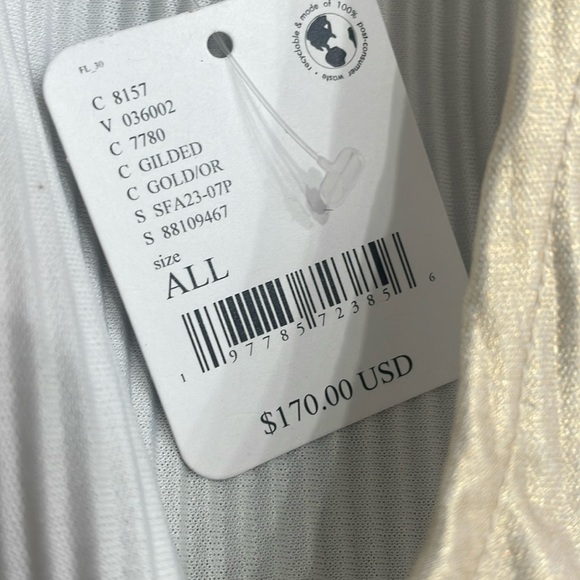 recyclable & made of 100% post-consumer waste •
FL_30
C 8157
V 036002
C 7780
C GILDED
C GOLD/OR
S SFA23-07P
S 88109467
size
ALL
1 97785 72385 6
$170.00 USD